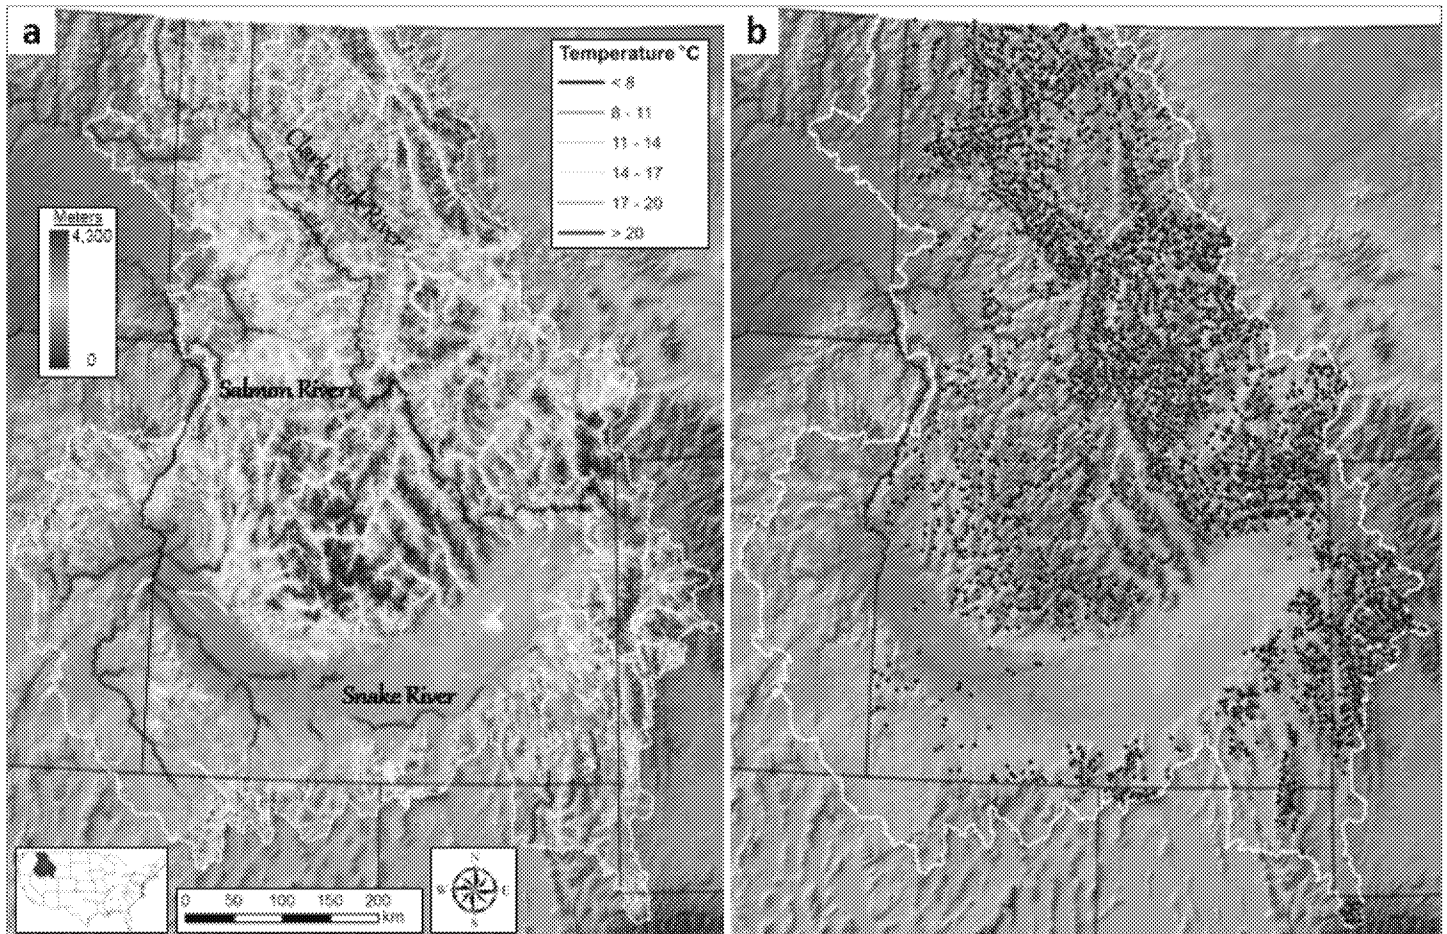 a
b
Temperature °C
< 8
8 - 11
11 - 14
14 - 17
17 - 20
> 20
Clark Fork River
Meters
4,300
0
Salmon River
Snake River
0 50 100 150 200
km
N
W E
S